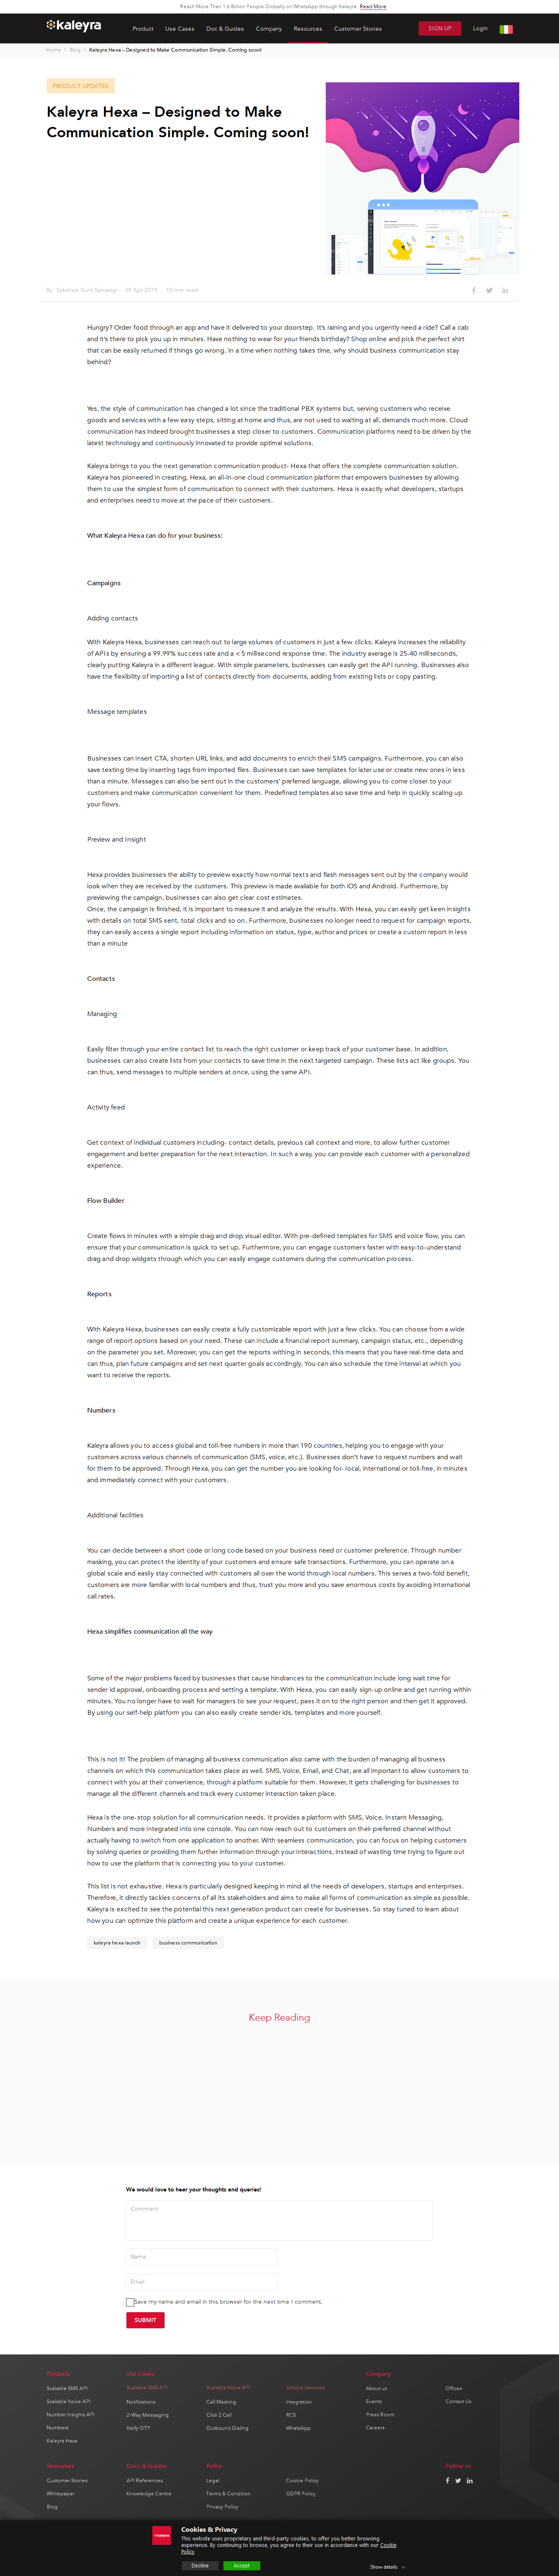 Reach More Than 1.6 Billion People Globally on WhatsApp through Kaleyra Read More
kaleyra
Product Use Cases Doc & Guides Company Resources Customer Stories SIGN UP Login
Home | Blog | Kaleyra Hexa – Designed to Make Communication Simple. Coming soon!
PRODUCT UPDATES
Kaleyra Hexa – Designed to Make
Communication Simple. Coming soon!
By Sakshee Sunil Sarwaegi . 09 Apr 2019 . 10 min read
Hungry? Order food through an app and have it delivered to your doorstep. It's raining and you urgently need a ride? Call a cab
and it's there to pick you up in minutes. Have nothing to wear for your friends birthday? Shop online and pick the perfect shirt
that can be easily returned if things go wrong. In a time when nothing takes time, why should business communication stay
behind?
Yes, the style of communication has changed a lot since the traditional PBX systems but, serving customers who receive
goods and services with a few easy steps, sitting at home and thus, are not used to waiting at all, demands much more. Cloud
communication has indeed brought businesses a step closer to customers. Communication platforms need to be driven by the
latest technology and continuously innovated to provide optimal solutions.
Kaleyra brings to you the next generation communication product- Hexa that offers the complete communication solution.
Kaleyra has pioneered in creating, Hexa, an all-in-one cloud communication platform that empowers businesses by allowing
them to use the simplest form of communication to connect with their customers. Hexa is exactly what developers, startups
and enterprises need to move at the pace of their customers.
What Kaleyra Hexa can do for your business:
Campaigns
Adding contacts
With Kaleyra Hexa, businesses can reach out to large volumes of customers in just a few clicks. Kaleyra increases the reliability
of APIs by ensuring a 99.99% success rate and a < 5 millisecond response time. The industry average is 25-40 milliseconds,
clearly putting Kaleyra in a different league. With simple parameters, businesses can easily get the API running. Businesses also
have the flexibility of importing a list of contacts directly from documents, adding from existing lists or copy pasting.
Message templates
Businesses can insert CTA, shorten URL links, and add documents to enrich their SMS campaigns. Furthermore, you can also
save texting time by inserting tags from imported files. Businesses can save templates for later use or create new ones in less
than a minute. Messages can also be sent out in the customers' preferred language, allowing you to come closer to your
customers and make communication convenient for them. Predefined templates also save time and help in quickly scaling up
your flows.
Preview and Insight
Hexa provides businesses the ability to preview exactly how normal texts and flash messages sent out by the company would
look when they are received by the customers. This preview is made available for both iOS and Android. Furthermore, by
previewing the campaign, businesses can also get clear cost estimates.
Once, the campaign is finished, it is important to measure it and analyze the results. With Hexa, you can easily get keen insights
with details on total SMS sent, total clicks and so on. Furthermore, businesses no longer need to request for campaign reports,
they can easily access a single report including information on status, type, author and prices or create a custom report in less
than a minute
Contacts
Managing
Easily filter through your entire contact list to reach the right customer or keep track of your customer base. In addition,
businesses can also create lists from your contacts to save time in the next targeted campaign. These lists act like groups. You
can thus, send messages to multiple senders at once, using the same API.
Activity feed
Get context of individual customers including- contact details, previous call context and more, to allow further customer
engagement and better preparation for the next interaction. In such a way, you can provide each customer with a personalized
experience.
Flow Builder
Create flows in minutes with a simple drag and drop visual editor. With pre-defined templates for SMS and voice flow, you can
ensure that your communication is quick to set up. Furthermore, you can engage customers faster with easy-to-understand
drag and drop widgets through which you can easily engage customers during the communication process.
Reports
With Kaleyra Hexa, businesses can easily create a fully customizable report with just a few clicks. You can choose from a wide
range of report options based on your need. These can include a financial report summary, campaign status, etc., depending
on the parameter you set. Moreover, you can get the reports withing in seconds, this means that you have real-time data and
can thus, plan future campaigns and set next quarter goals accordingly. You can also schedule the time interval at which you
want to receive the reports.
Numbers
Kaleyra allows you to access global and toll-free numbers in more than 190 countries, helping you to engage with your
customers across various channels of communication (SMS, voice, etc.). Businesses don't have to request numbers and wait
for them to be approved. Through Hexa, you can get the number you are looking for- local, international or toll-free, in minutes
and immediately connect with your customers.
Additional facilities
You can decide between a short code or long code based on your business need or customer preference. Through number
masking, you can protect the identity of your customers and ensure safe transactions. Furthermore, you can operate on a
global scale and easily stay connected with customers all over the world through local numbers. This serves a two-fold benefit,
customers are more familiar with local numbers and thus, trust you more and you save enormous costs by avoiding international
call rates.
Hexa simplifies communication all the way
Some of the major problems faced by businesses that cause hindrances to the communication include long wait time for
sender id approval, onboarding process and setting a template. With Hexa, you can easily sign-up online and get running within
minutes. You no longer have to wait for managers to see your request, pass it on to the right person and then get it approved.
By using our self-help platform you can also easily create sender ids, templates and more yourself.
This is not it! The problem of managing all business communication also came with the burden of managing all business
channels on which this communication takes place as well. SMS, Voice, Email, and Chat, are all important to allow customers to
connect with you at their convenience, through a platform suitable for them. However, it gets challenging for businesses to
manage all the different channels and track every customer interaction taken place.
Hexa is the one-stop solution for all communication needs. It provides a platform with SMS, Voice, Instant Messaging,
Numbers and more integrated into one console. You can now reach out to customers on their preferred channel without
actually having to switch from one application to another. With seamless communication, you can focus on helping customers
by solving queries or providing them further information through your interactions, instead of wasting time trying to figure out
how to use the platform that is connecting you to your customer.
This list is not exhaustive. Hexa is particularly designed keeping in mind all the needs of developers, startups and enterprises.
Therefore, it directly tackles concerns of all its stakeholders and aims to make all forms of communication as simple as possible.
Kaleyra is excited to see the potential this next generation product can create for businesses. So stay tuned to learn about
how you can optimize this platform and create a unique experience for each customer.
kaleyra hexa launch business communication
Keep Reading
We would love to hear your thoughts and queries!
Comment
Name
Email
Save my name and email in this browser for the next time I comment.
SUBMIT
Products Use Cases Company
Scalable SMS API Scalable SMS API Scalable Voice API Unique Services About us Offices
Scalable Voice API Notifications Call Masking Integration Events Contact Us
Number Insights API 2-Way Messaging Click 2 Call RCS Press Room
Numbers Verify OTP Outbound Dialing WhatsApp Careers
Kaleyra Hexa
Resources Docs & Guides Policy Follow us
Customer Stories API References Legal Cookie Policy
Whitepaper Knowledge Centre Terms & Condition GDPR Policy
Blog Privacy Policy
kaleyra
Cookies & Privacy
This website uses proprietary and third-party cookies, to offer you better browsing
experience. By continuing to browse, you agree to their use in accordance with our Cookie
Policy
Decline Accept Show details